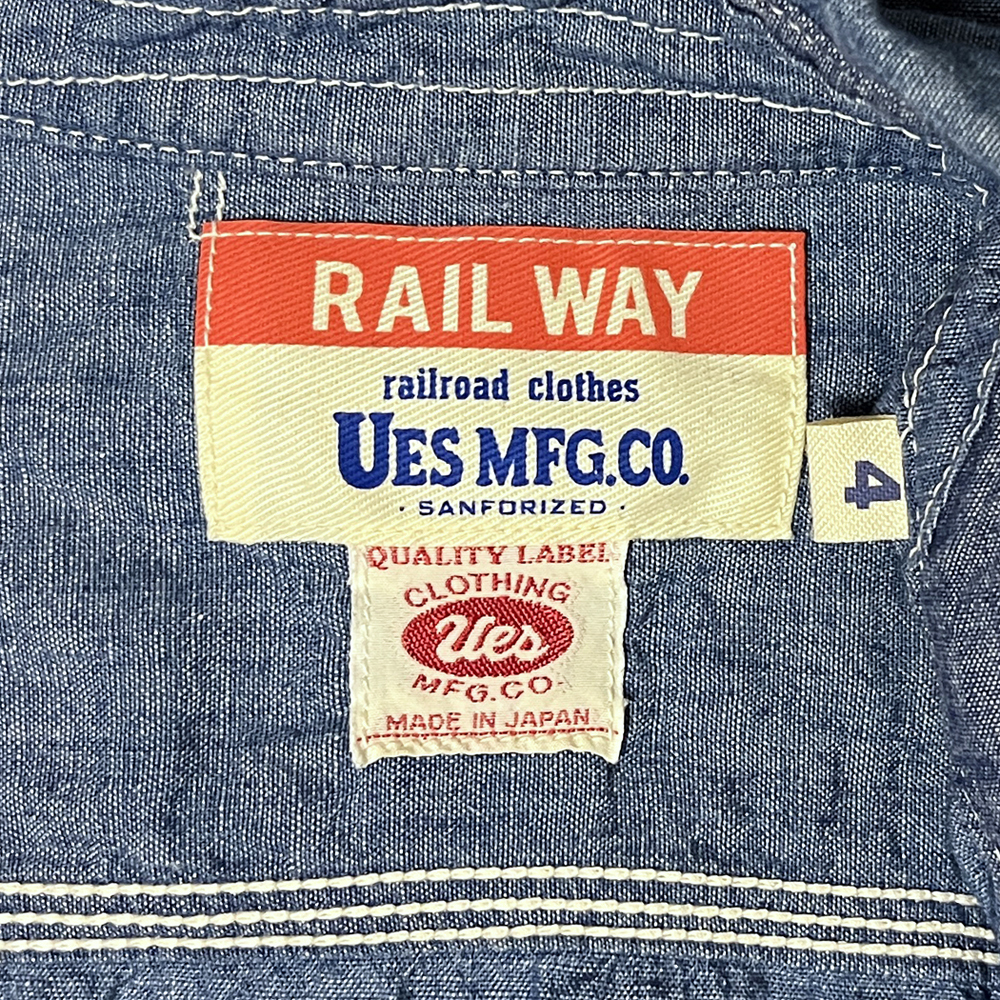 RAIL WAY
railroad clothes
UES MFG.CO.
· SANFORIZED ·
4
QUALITY LABEL
CLOTHING
Ues
MFG.CO.
MADE IN JAPAN